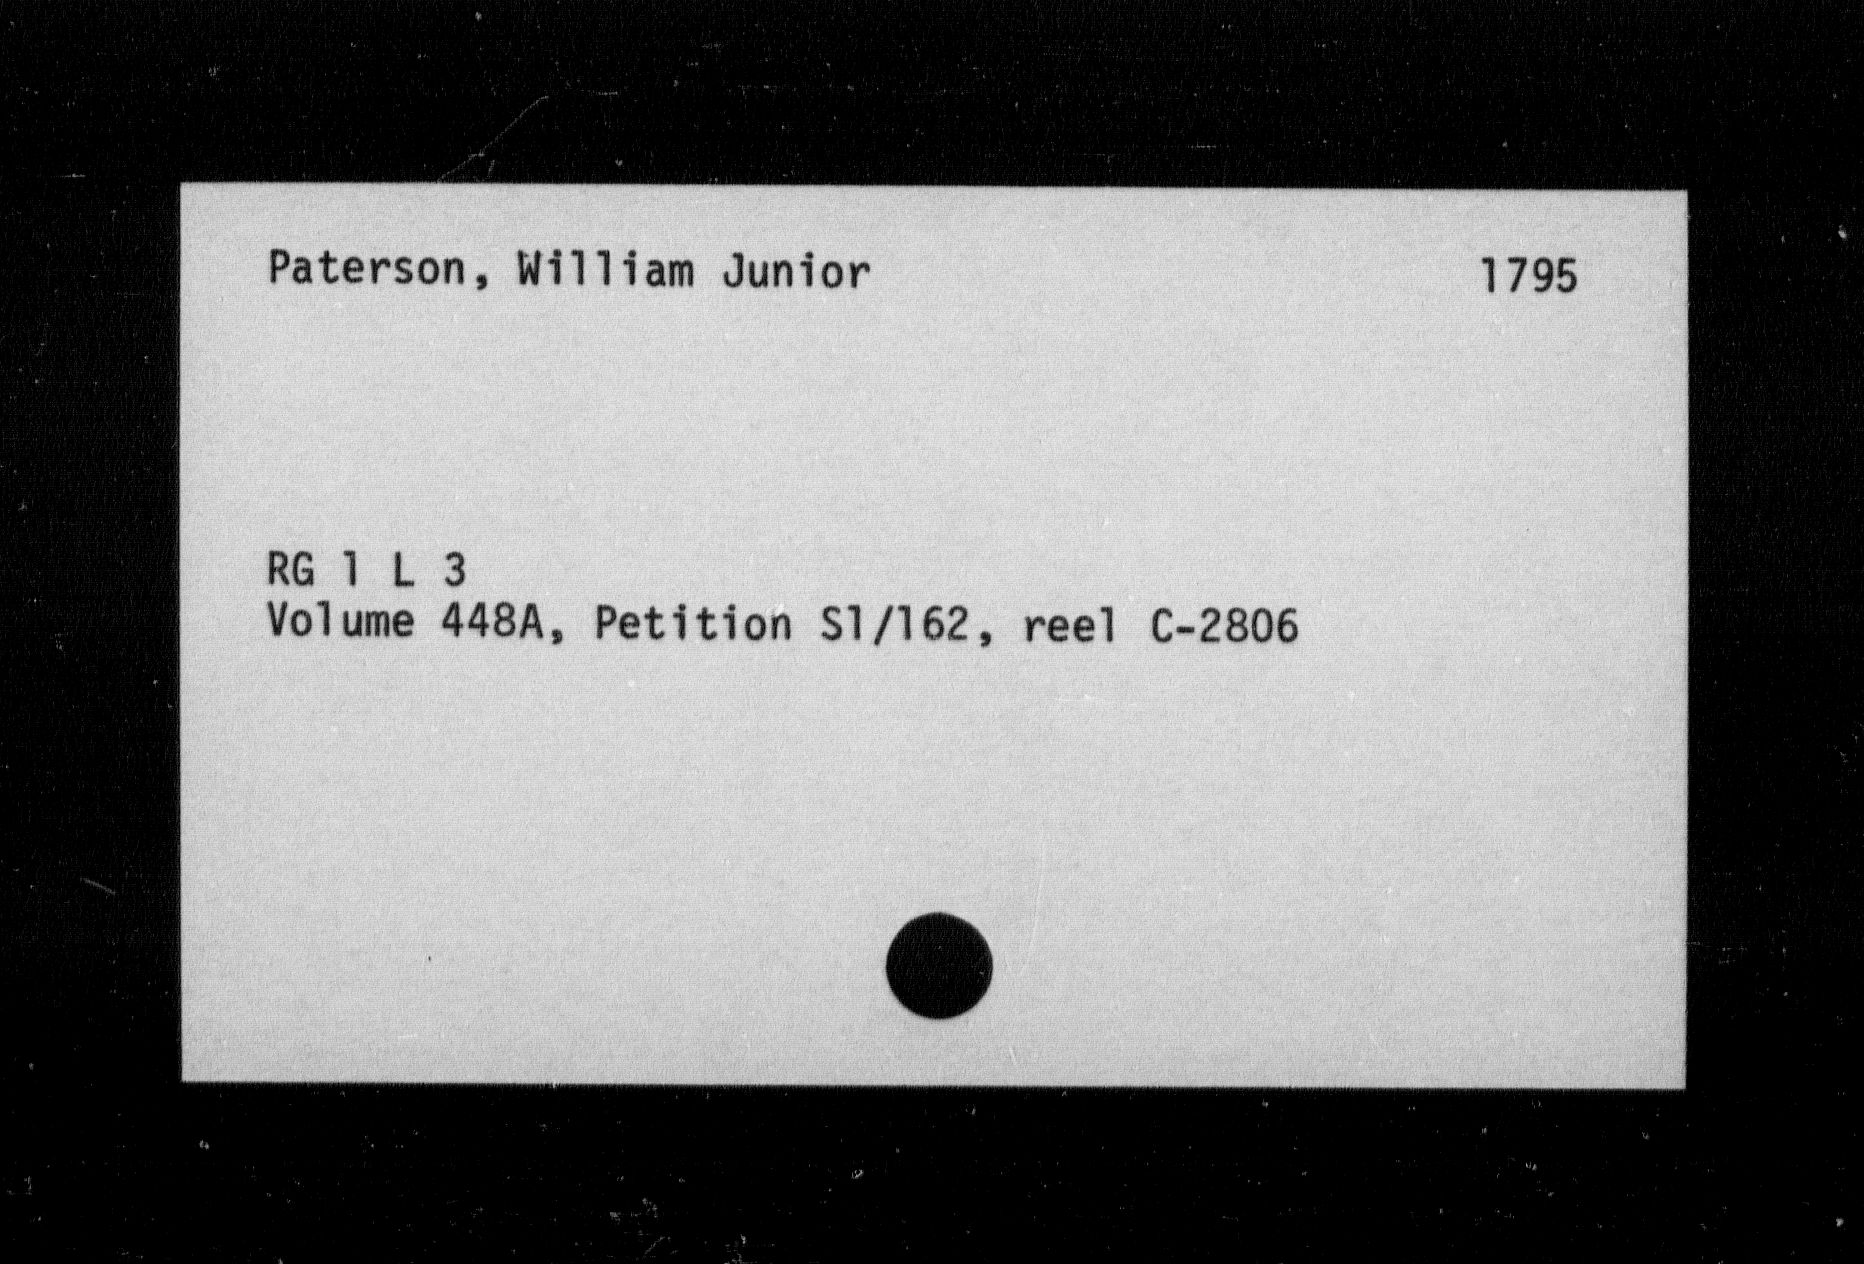 Paterson, William Junior 1795
RG 1 L 3
Volume 448A, Petition S1/162, reel C-2806